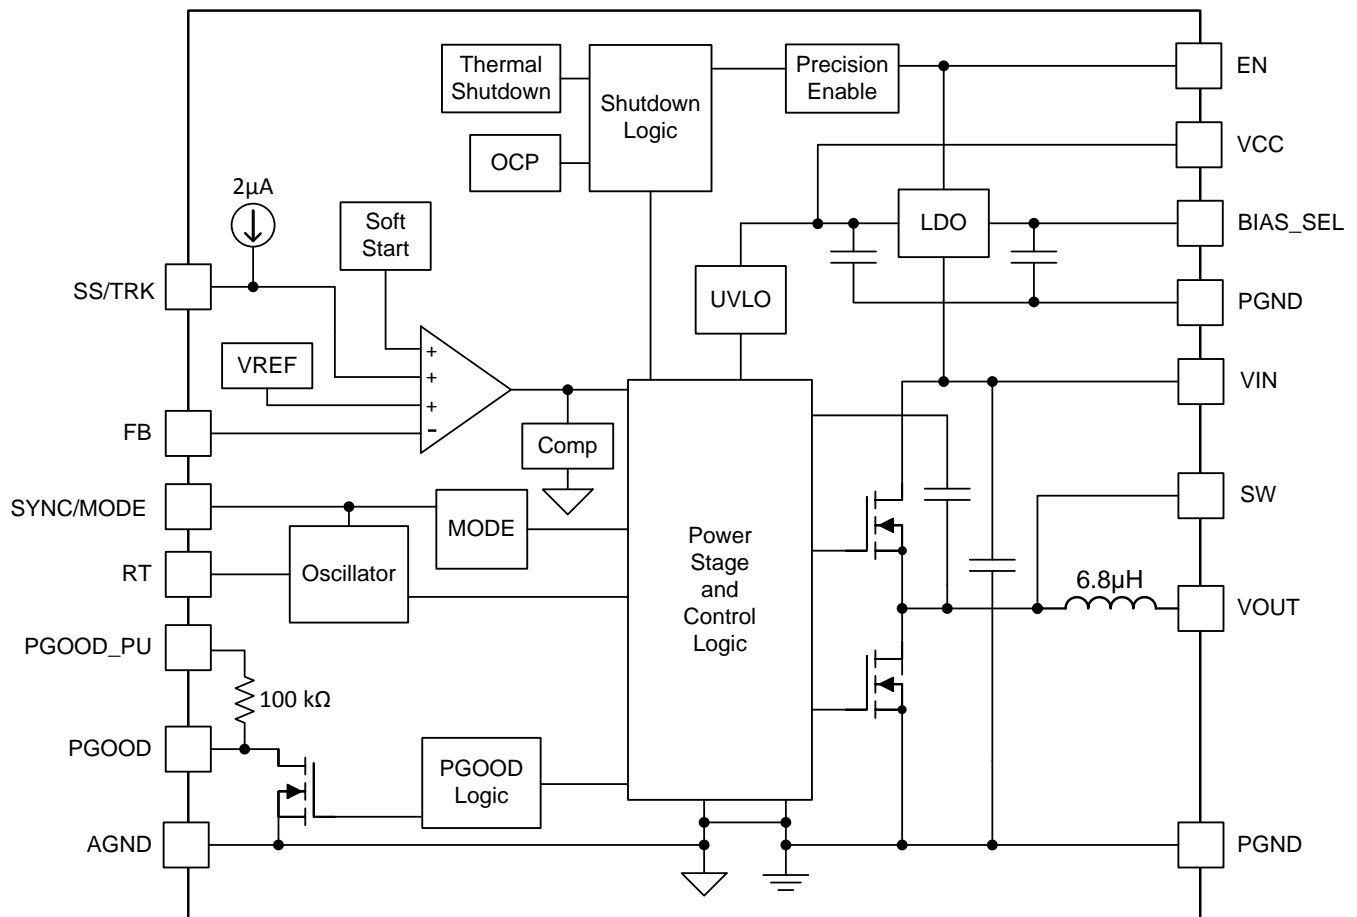 Thermal
Shutdown
Shutdown
Logic
Precision
Enable
EN
OCP
VCC
2µA
Soft
Start
LDO
BIAS_SEL
SS/TRK
UVLO
PGND
VREF
+
+
+
-
VIN
FB
Comp
SYNC/MODE
MODE
SW
RT
Oscillator
Power
Stage
and
Control
Logic
6.8µH
VOUT
PGOOD_PU
100 kΩ
PGOOD
PGOOD
Logic
AGND
PGND